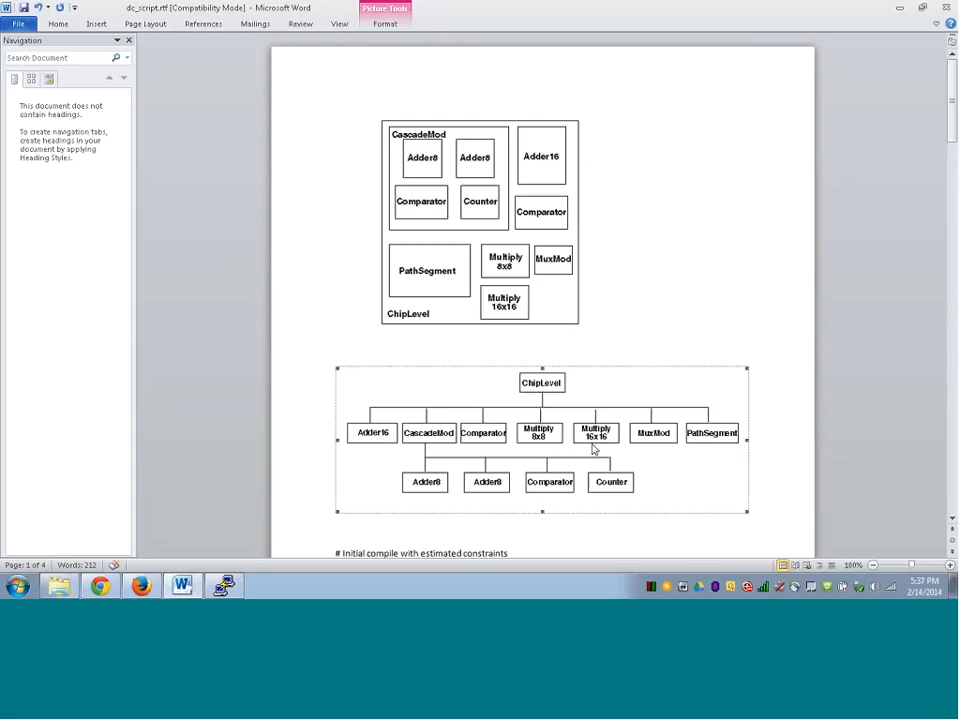 dc_script.rtf [Compatibility Mode] - Microsoft Word
Picture Tools
File Home Insert Page Layout References Mailings Review View Format
Navigation
Search Document
This document does not
contain headings.
To create navigation tabs,
create headings in your
document by applying
Heading Styles.
CascadeMod
Adder8 Adder8 Adder16
Comparator Counter Comparator
PathSegment
Multiply
8x8
MuxMod
Multiply
16x16
ChipLevel
ChipLevel
Adder16 CascadeMod Comparator Multiply 8x8 Multiply 16x16 MuxMod PathSegment
Adder8 Adder8 Comparator Counter
# Initial compile with estimated constraints
Page: 1 of 4 Words: 212 100%
5:37 PM
2/14/2014